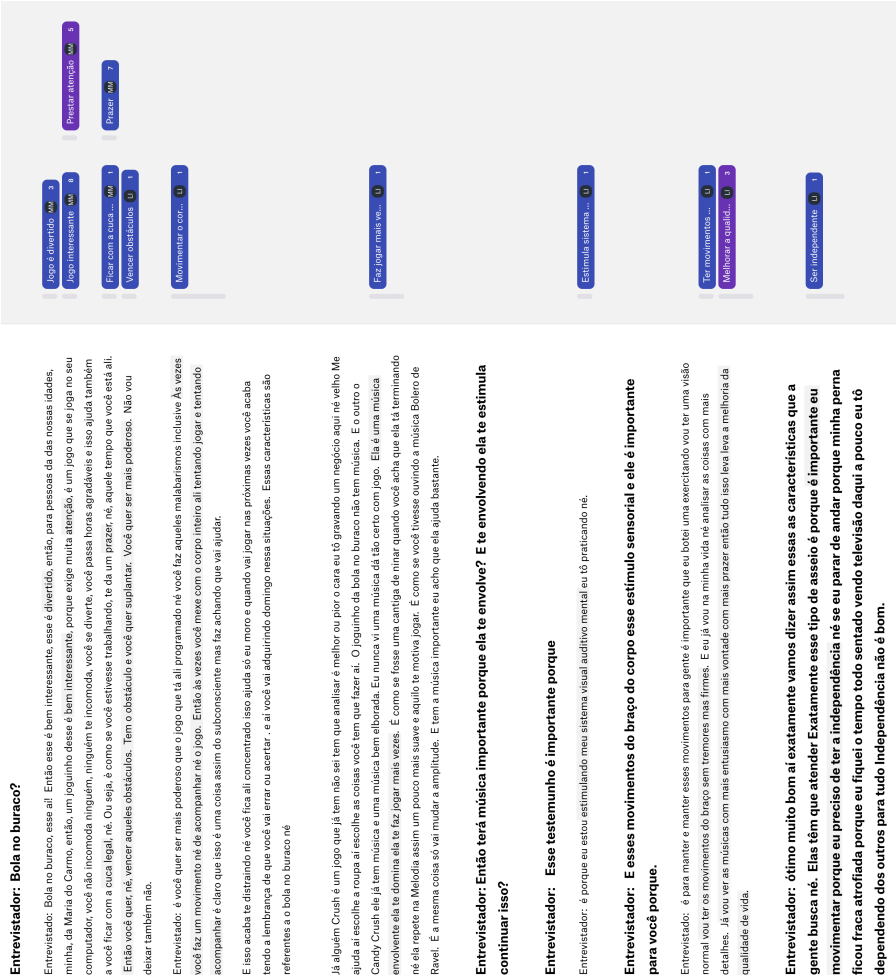 Entrevistador:  Bola no buraco?
Entrevistado:  Bola no buraco, esse aí!  Então esse é bem interessante, esse é divertido, então, para pessoas da das nossas idades,
minha, da Maria do Carmo, então, um joguinho desse é bem interessante, porque exige muita atenção, é um jogo que se joga no seu
computador, você não incomoda ninguém, ninguém te incomoda, você se diverte, você passa horas agradáveis e isso ajuda também
a você ficar com a cuca legal, né. Ou seja, é como se você estivesse trabalhando, te da um prazer, né, aquele tempo que você está ali.
Então você quer, né, vencer aqueles obstáculos.  Tem o obstáculo e você quer suplantar.  Você quer ser mais poderoso.  Não vou
deixar também não.
Jogo é divertido MM 3
Jogo interessante MM 8
Prestar atenção MM 5
Ficar com a cuca ... MM 1
Prazer MM 7
Vencer obstáculos LI 1
Entrevistado:  é você quer ser mais poderoso que o jogo que tá ali programado né você faz aqueles malabarismos inclusive Às vezes
você faz um movimento né de acompanhar né o jogo.  Então às vezes você mexe com o corpo inteiro ali tentando jogar e tentando
acompanhar é claro que isso é uma coisa assim do subconsciente mas faz achando que vai ajudar.
Movimentar o cor... LI 1
E isso acaba te distraindo né você fica ali concentrado isso ajuda só eu moro e quando vai jogar nas próximas vezes você acaba
tendo a lembrança de que você vai errar ou acertar . e aí você vai adquirindo domingo nessa situações.  Essas características são
referentes a o bola no buraco né
Já alguém Crush é um jogo que já tem não sei tem que analisar é melhor ou pior o cara eu tô gravando um negócio aqui né velho Me
ajuda aí escolhe a roupa aí escolhe as coisas você tem que fazer aí.  O joguinho da bola no buraco não tem música.  E o outro o
Candy Crush ele já tem música e uma música bem elborada. Eu nunca vi uma música dá tão certo com jogo.  Ela é uma música
envolvente ela te domina ela te faz jogar mais vezes.  É como se fosse uma cantiga de ninar quando você acha que ela tá terminando
né ela repete na Melodia assim um pouco mais suave e aquilo te motiva jogar.  É como se você tivesse ouvindo a música Bolero de
Ravel.  É a mesma coisa só vai mudar a amplitude.  E tem a música importante eu acho que ela ajuda bastante.
Faz jogar mais ve... LI 1
Entrevistador: Então terá música importante porque ela te envolve?  E te envolvendo ela te estimula
continuar isso?
Entrevistador:   Esse testemunho é importante porque
Entrevistador:  é porque eu estou estimulando meu sistema visual auditivo mental eu tô praticando né.
Estimula sistema ... LI 1
Entrevistador:   E esses movimentos do braço do corpo esse estímulo sensorial e ele é importante
para você porque.
Entrevistado:   é para manter e manter esses movimentos para gente é importante que eu botei uma exercitando vou ter uma visão
normal vou ter os movimentos do braço sem tremores mas firmes. E eu já vou na minha vida né analisar as coisas com mais
detalhes.  Já vou ver as músicas com mais entusiasmo com mais vontade com mais prazer então tudo isso leva leva a melhoria da
qualidade de vida.
Ter movimentos ... LI 1
Melhorar a qualid... LI 3
Entrevistador: ótimo muito bom aí exatamente vamos dizer assim essas as características que a
gente busca né.  Elas têm que atender Exatamente esse tipo de asseio é porque é importante eu
movimentar porque eu preciso de ter a independência né se eu parar de andar porque minha perna
ficou fraca atrofiada porque eu fiquei o tempo todo sentado vendo televisão daqui a pouco eu tô
dependendo dos outros para tudo Independência não é bom.
Ser independente LI 1